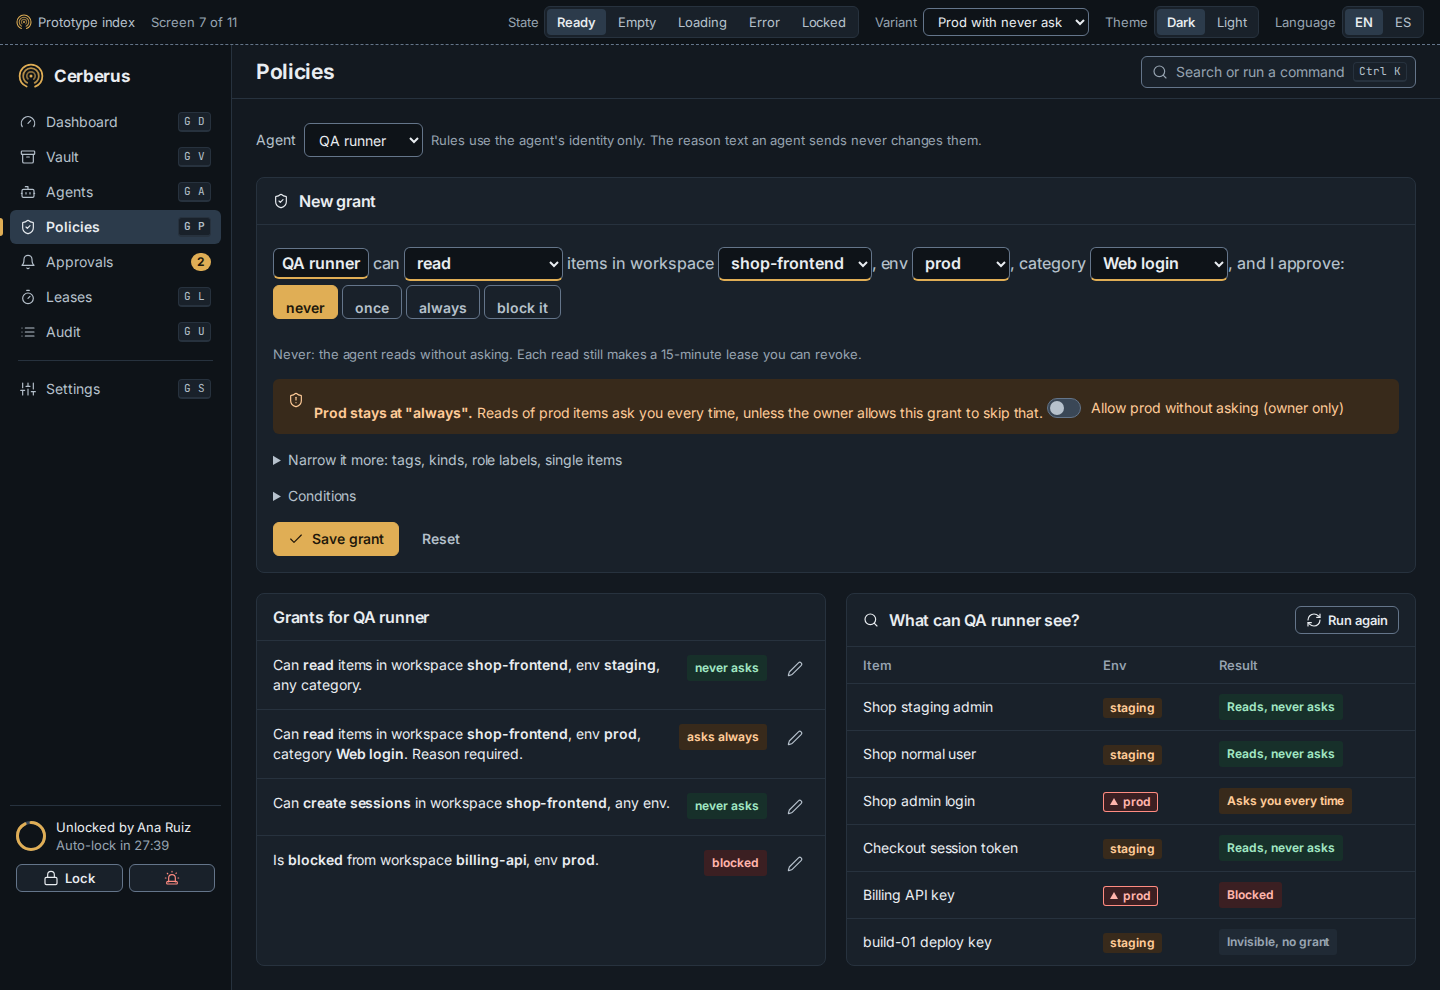 Prototype index Screen 7 of 11 State Ready Empty Loading Error Locked Variant Prod with never ask Theme Dark Light Language EN ES
Cerberus
Dashboard G D
Vault G V
Agents G A
Policies G P
Approvals 2
Leases G L
Audit G U
Settings G S
Unlocked by Ana Ruiz
Auto-lock in 27:39
Lock
Policies Search or run a command Ctrl K
Agent QA runner Rules use the agent's identity only. The reason text an agent sends never changes them.
New grant
QA runner can read items in workspace shop-frontend, env prod, category Web login, and I approve:
never once always block it
Never: the agent reads without asking. Each read still makes a 15-minute lease you can revoke.
Prod stays at "always". Reads of prod items ask you every time, unless the owner allows this grant to skip that. Allow prod without asking (owner only)
Narrow it more: tags, kinds, role labels, single items
Conditions
Save grant Reset
Grants for QA runner
Can read items in workspace shop-frontend, env staging, never asks
any category.
Can read items in workspace shop-frontend, env prod, asks always
category Web login. Reason required.
Can create sessions in workspace shop-frontend, any env. never asks
Is blocked from workspace billing-api, env prod. blocked
What can QA runner see? Run again
Item Env Result
Shop staging admin staging Reads, never asks
Shop normal user staging Reads, never asks
Shop admin login prod Asks you every time
Checkout session token staging Reads, never asks
Billing API key prod Blocked
build-01 deploy key staging Invisible, no grant